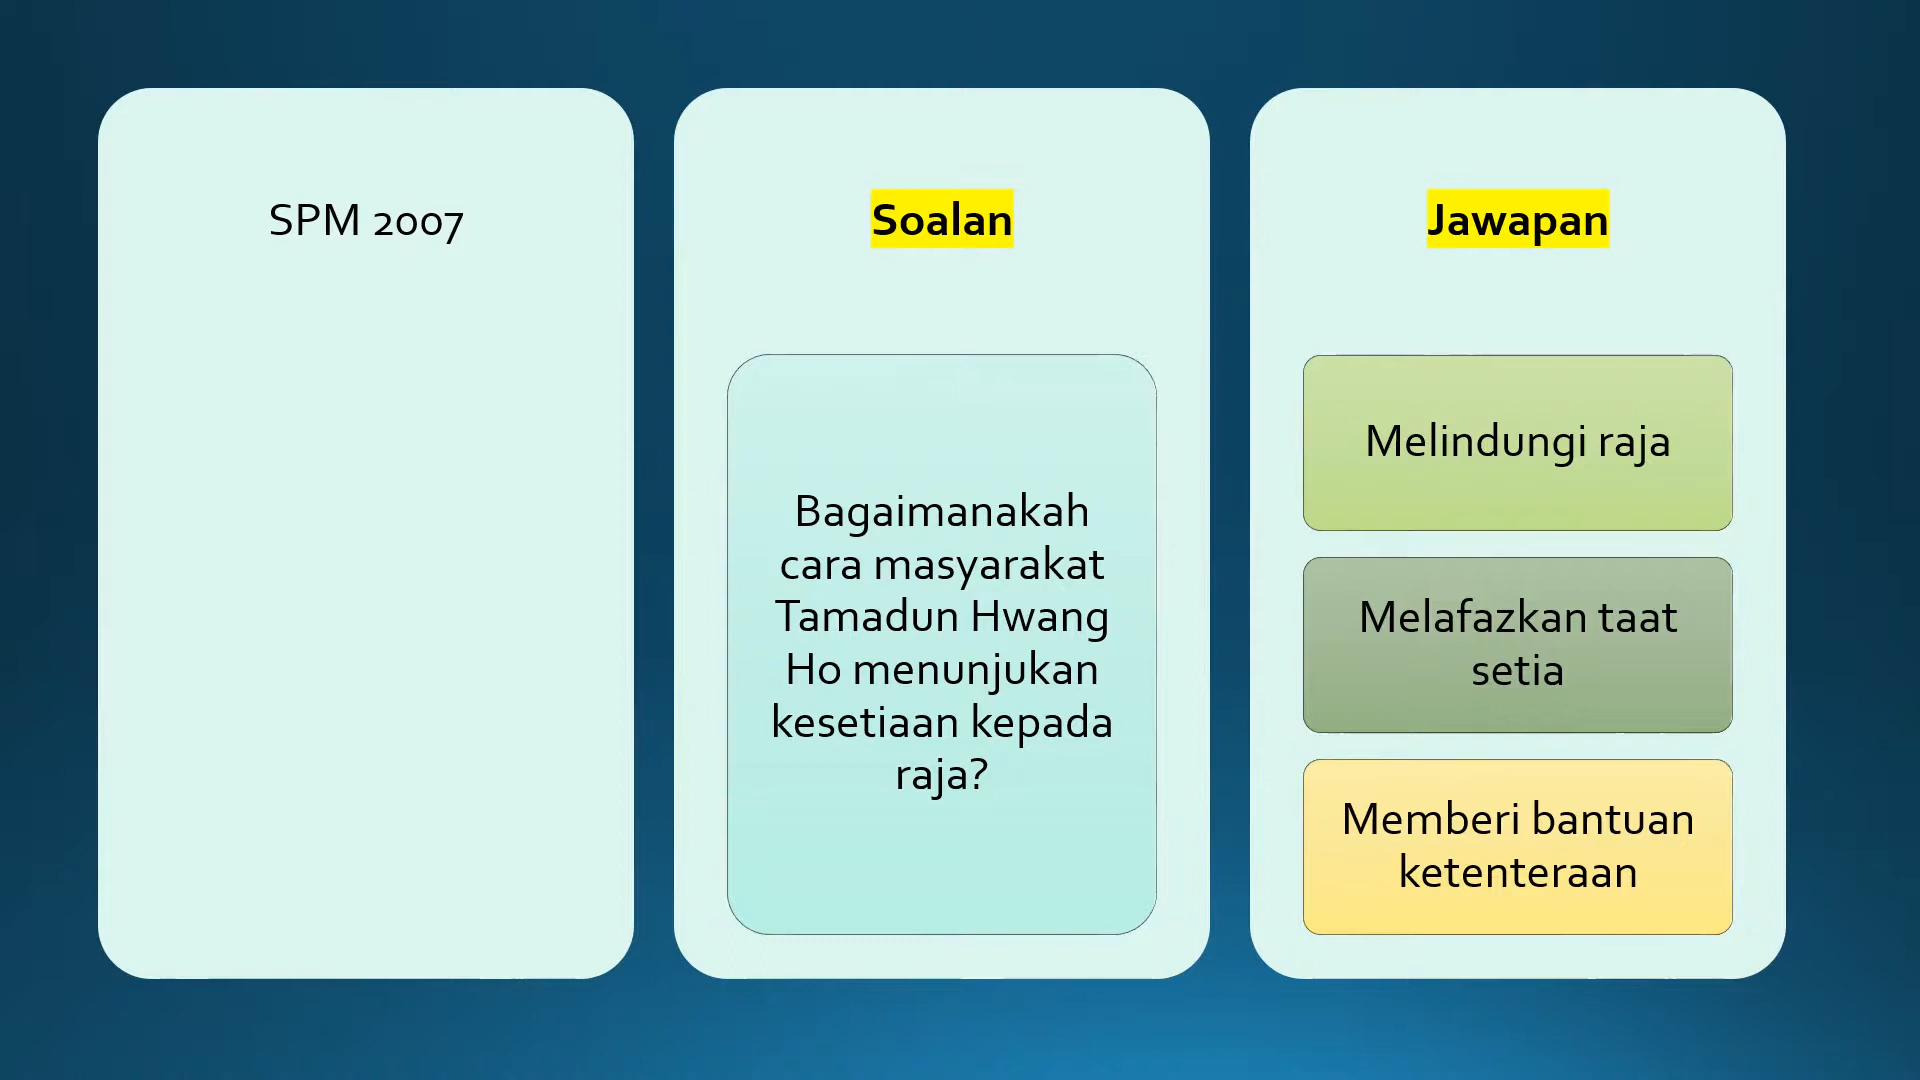 SPM 2007
Soalan
Bagaimanakah
cara masyarakat
Tamadun Hwang
Ho menunjukan
kesetiaan kepada
raja?
Jawapan
Melindungi raja
Melafazkan taat
setia
Memberi bantuan
ketenteraan